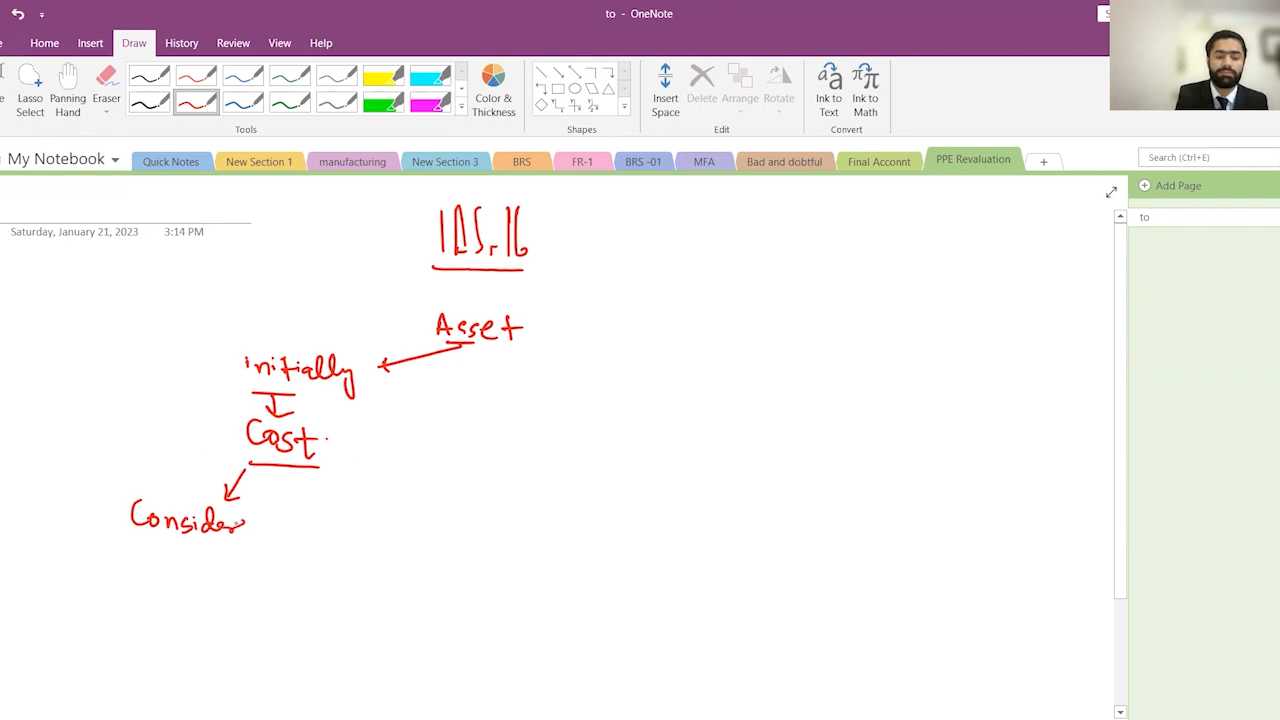 to - OneNote
Home Insert Draw History Review View Help
Lasso Select
Panning Hand
Eraser
Color & Thickness
Insert Space
Delete
Arrange
Rotate
Ink to Text
Ink to Math
Tools
Shapes
Edit
Convert
My Notebook
Quick Notes
New Section 1
manufacturing
New Section 3
BRS
FR-1
BRS -01
MFA
Bad and doubtful
Final Acconnt
PPE Revaluation
Search (Ctrl+E)
Add Page
to
Saturday, January 21, 2023 3:14 PM
IAS.16
Asset
initially
Cost
Consider